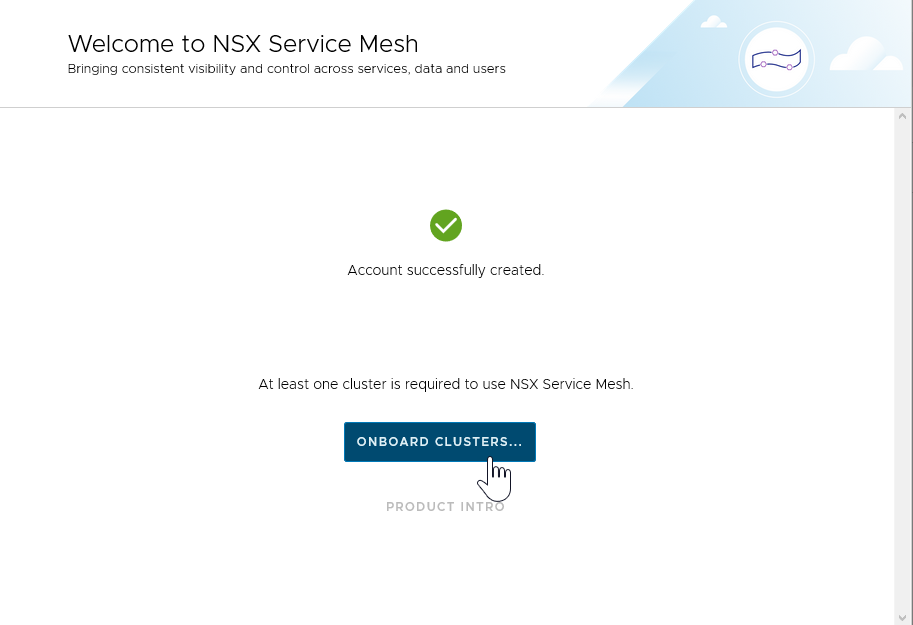 Welcome to NSX Service Mesh
Bringing consistent visibility and control across services, data and users
Account successfully created.
At least one cluster is required to use NSX Service Mesh.
ONBOARD CLUSTERS...
PRODUCT INTRO